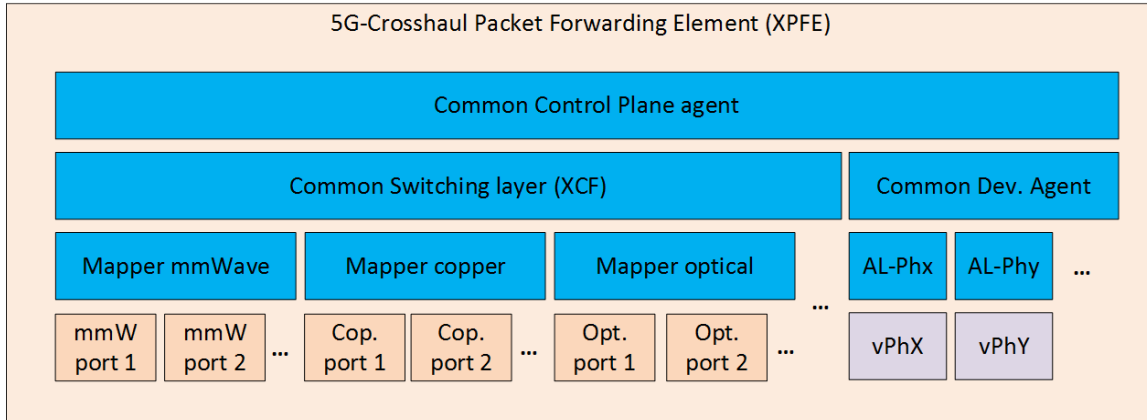 5G-Crosshaul Packet Forwarding Element (XPFE)
Common Control Plane agent
Common Switching layer (XCF)
Common Dev. Agent
Mapper mmWave
Mapper copper
Mapper optical
...
AL-Phx
AL-Phy
...
mmW
port 1
mmW
port 2
...
Cop.
port 1
Cop.
port 2
...
Opt.
port 1
Opt.
port 2
...
vPhX
vPhY